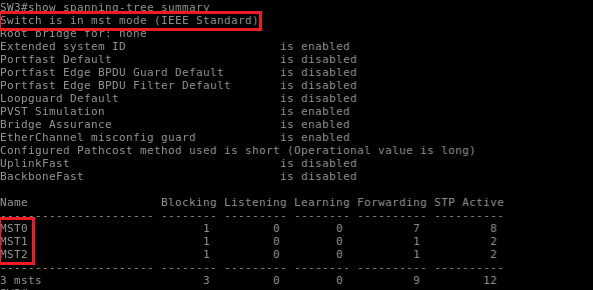 SW3#show spanning-tree summary
Switch is in mst mode (IEEE Standard)
Root bridge for: none
Extended system ID is enabled
Portfast Default is disabled
Portfast Edge BPDU Guard Default is disabled
Portfast Edge BPDU Filter Default is disabled
Loopguard Default is disabled
PVST Simulation is enabled
Bridge Assurance is enabled
EtherChannel misconfig guard is enabled
Configured Pathcost method used is short (Operational value is long)
UplinkFast is disabled
BackboneFast is disabled
Name Blocking Listening Learning Forwarding STP Active
---------------------- -------- --------- -------- ---------- ----------
MST0 1 0 0 7 8
MST1 1 0 0 1 2
MST2 1 0 0 1 2
---------------------- -------- --------- -------- ---------- ----------
3 msts 3 0 0 9 12